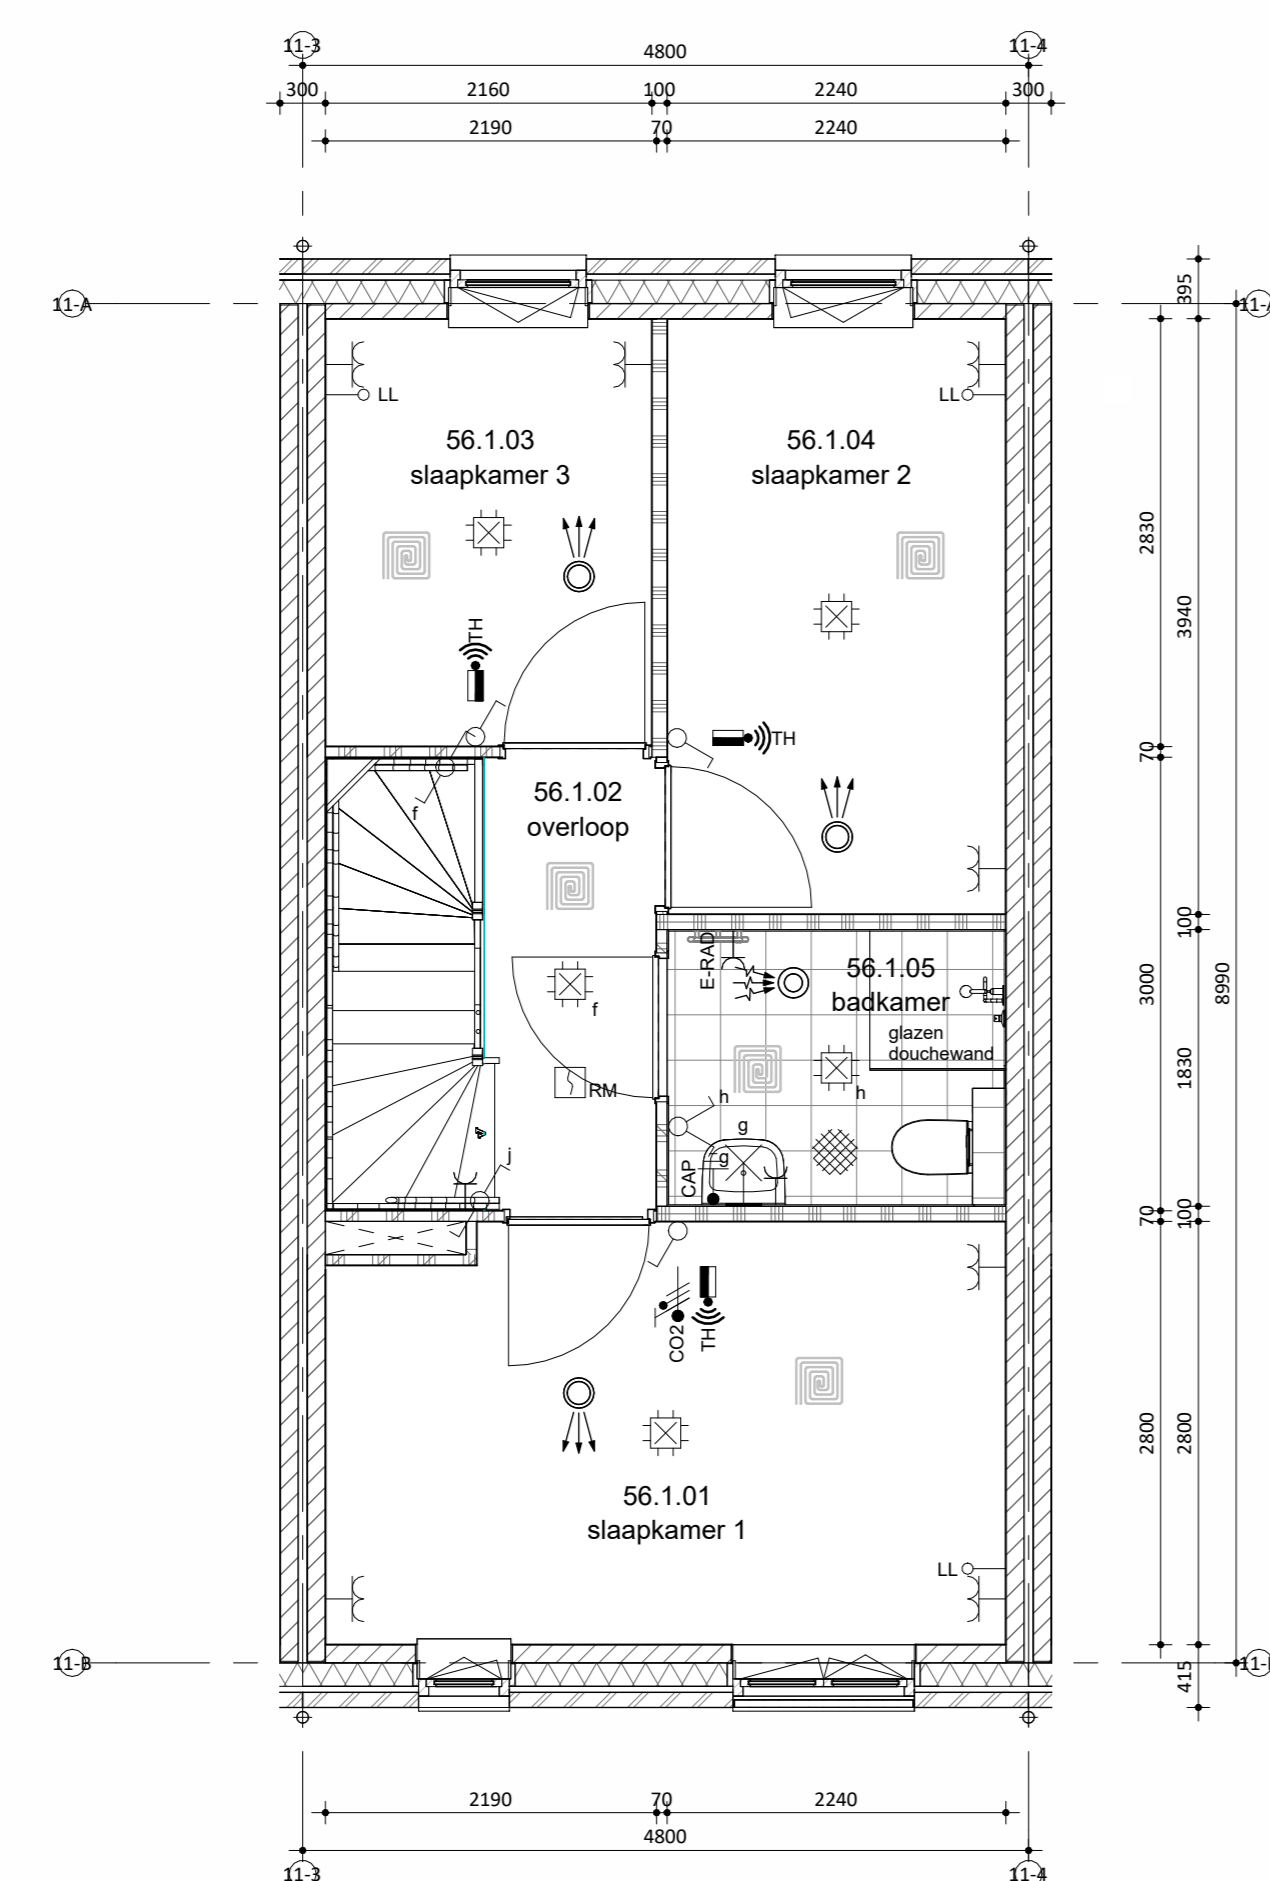 11-3
11-4
4800
300
2160
100
2240
300
2190
70
2240
11-A
11-A
395
LL
LL
56.1.03
slaapkamer 3
56.1.04
slaapkamer 2
2830
3940
TH
TH
70
f
56.1.02
overloop
100
E-RAD
56.1.05
badkamer
glazen
douchewand
f
RM
h
h
g
g
CAP
j
3000
1830
8990
70
100
CO2
TH
56.1.01
slaapkamer 1
2800
2800
LL
11-B
415
2190
70
2240
4800
11-3
11-4